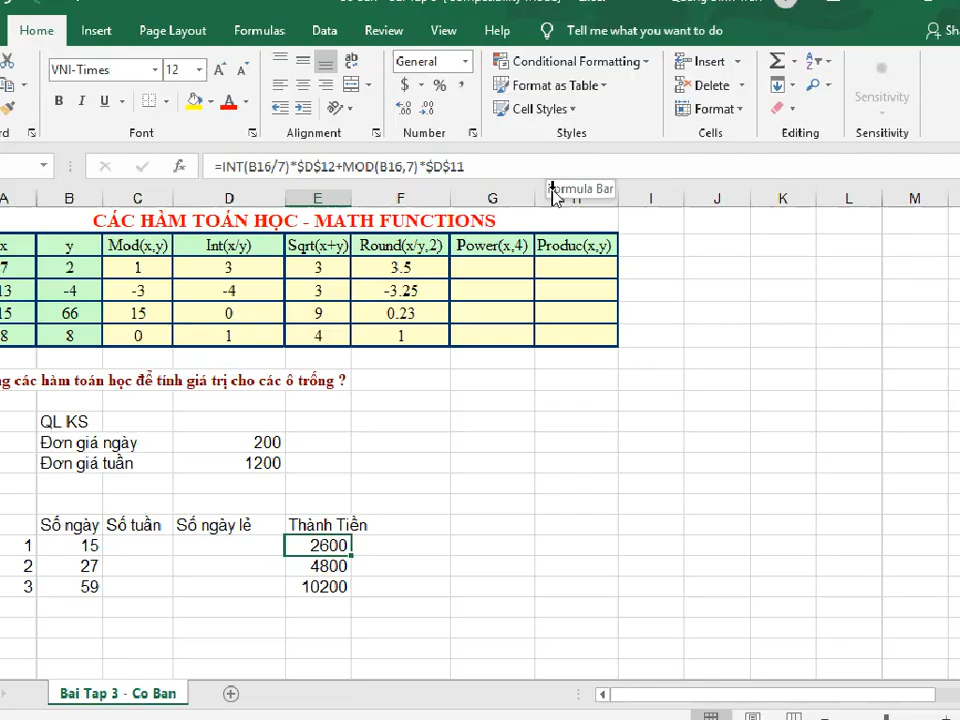 Home Insert Page Layout Formulas Data Review View Help Tell me what you want to do
VNI-Times 12 General Conditional Formatting Insert
B I U A $ % , Format as Table Delete Sensitivity
Cell Styles Format
Font Alignment Number Styles Cells Editing Sensitivity
fx =INT(B16/7)*$D$12+MOD(B16,7)*$D$11
Formula Bar
A B C D E F G H I J K L M
CÁC HÀM TOÁN HỌC - MATH FUNCTIONS
x y Mod(x,y) Int(x/y) Sqrt(x+y) Round(x/y,2) Power(x,4) Produc(x,y)
7 2 1 3 3 3.5
13 -4 -3 -4 3 -3.25
15 66 15 0 9 0.23
8 8 0 1 4 1
các hàm toán học để tính giá trị cho các ô trống ?
QL KS
Đơn giá ngày 200
Đơn giá tuần 1200
Số ngày Số tuần Số ngày lẻ Thành Tiền
1 15 2600
2 27 4800
3 59 10200
Bai Tap 3 - Co Ban